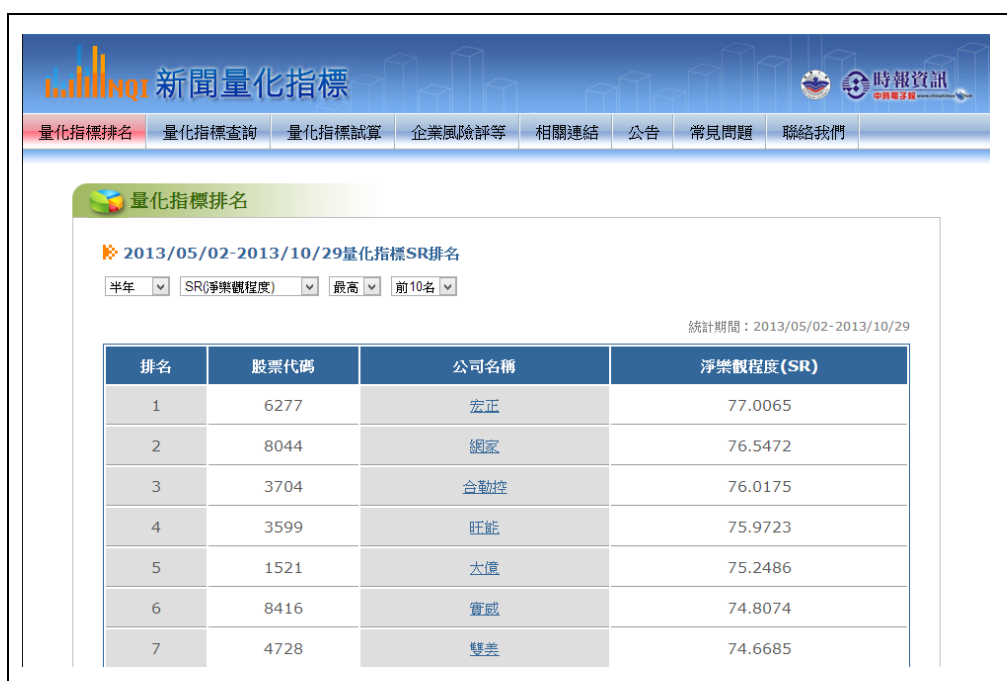 NQI 新聞量化指標
時報資訊
中時電子報
量化指標排名 量化指標查詢 量化指標試算 企業風險評等 相關連結 公告 常見問題 聯絡我們
量化指標排名
2013/05/02-2013/10/29量化指標SR排名
半年 SR(淨樂觀程度) 最高 前10名
統計期間：2013/05/02-2013/10/29
排名 股票代碼 公司名稱 淨樂觀程度(SR)
1 6277 宏正 77.0065
2 8044 網家 76.5472
3 3704 合勤控 76.0175
4 3599 旺能 75.9723
5 1521 大億 75.2486
6 8416 實威 74.8074
7 4728 雙美 74.6685